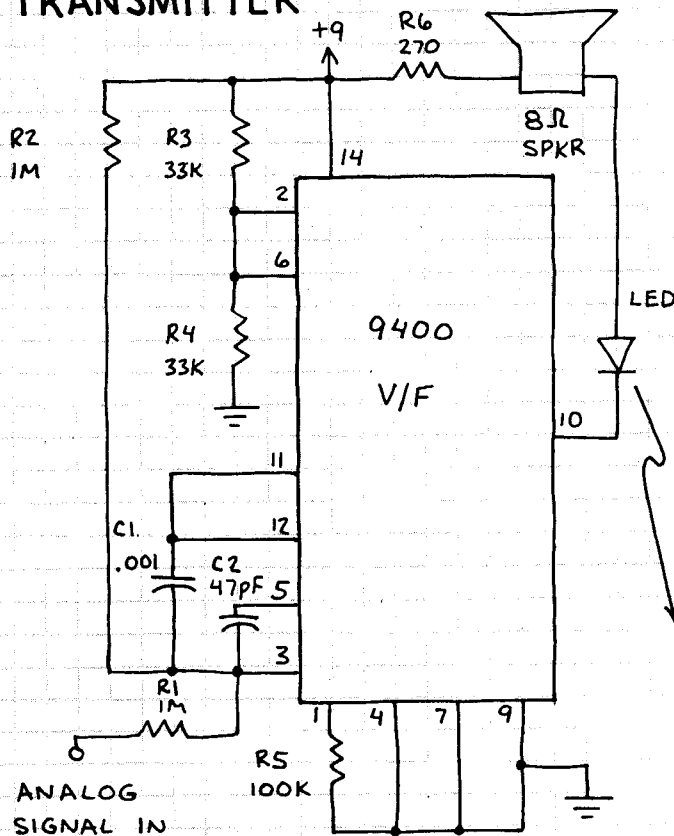 TRANSMITTER
+9
R6
270
8Ω
SPKR
R2
1M
R3
33K
14
2
6
R4
33K
9400
V/F
LED
10
11
12
C1
.001
C2
47pF
5
3
R1
1M
1
4
7
9
R5
100K
ANALOG
SIGNAL IN